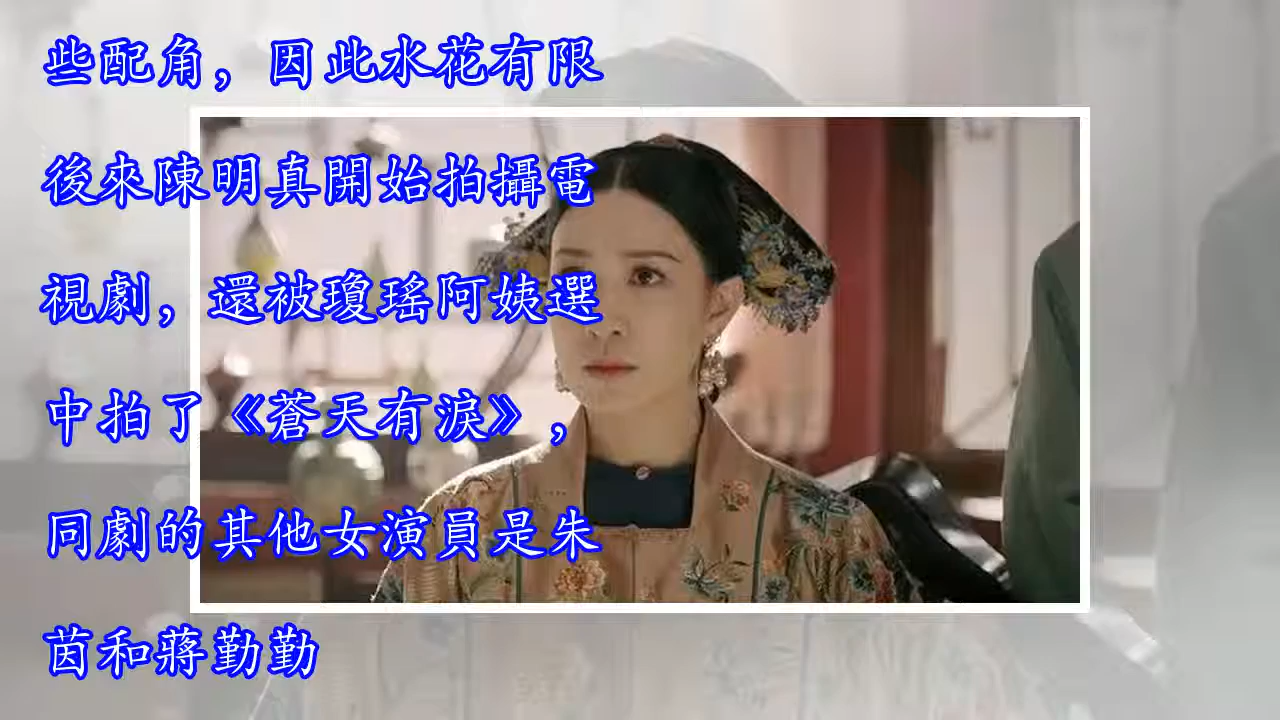 些配角，因此水花有限
後來陳明真開始拍攝電
視劇，還被瓊瑤阿姨選
中拍了《蒼天有淚》，
同劇的其他女演員是朱
茵和蔣勤勤